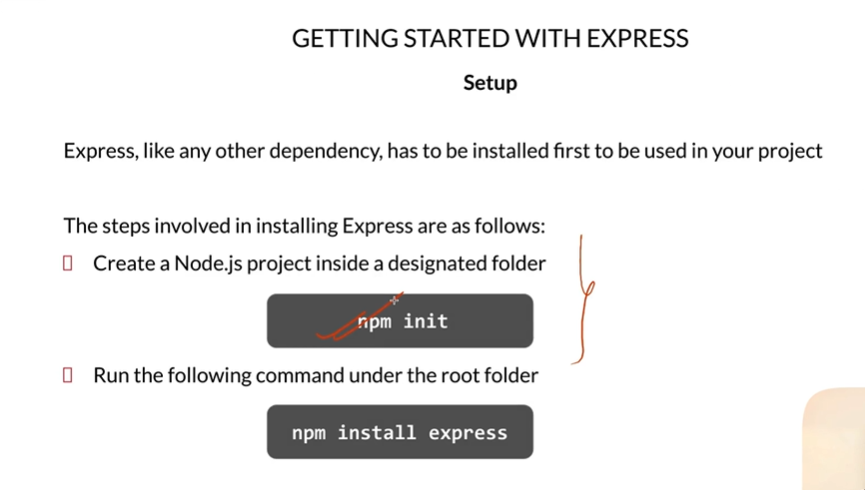 GETTING STARTED WITH EXPRESS
Setup
Express, like any other dependency, has to be installed first to be used in your project
The steps involved in installing Express are as follows:
Create a Node.js project inside a designated folder
npm init
Run the following command under the root folder
npm install express